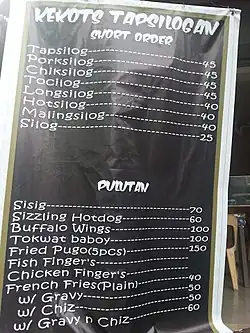 VEKOTS TAPSILOGAN
SHORT ORDER
Tapsilog------------------45
Porksilog-----------------45
Chiksilog-----------------45
Tocilog-------------------45
Longsilog-----------------40
Hotsilog------------------40
Malingsilog---------------40
Silog---------------------25
PULUTAN
Sisig---------------------70
Sizzling Hotdog-----------60
Buffalo Wings-------------100
Tokwat baboy--------------100
Fried Pugo(5pcs)----------150
Fish Finger's-------------
Chicken Finger's----------
French Fries(Plain)-------40
w/ Gravy------------------50
w/ Chiz-------------------50
w/ Gravy n Chiz-----------60